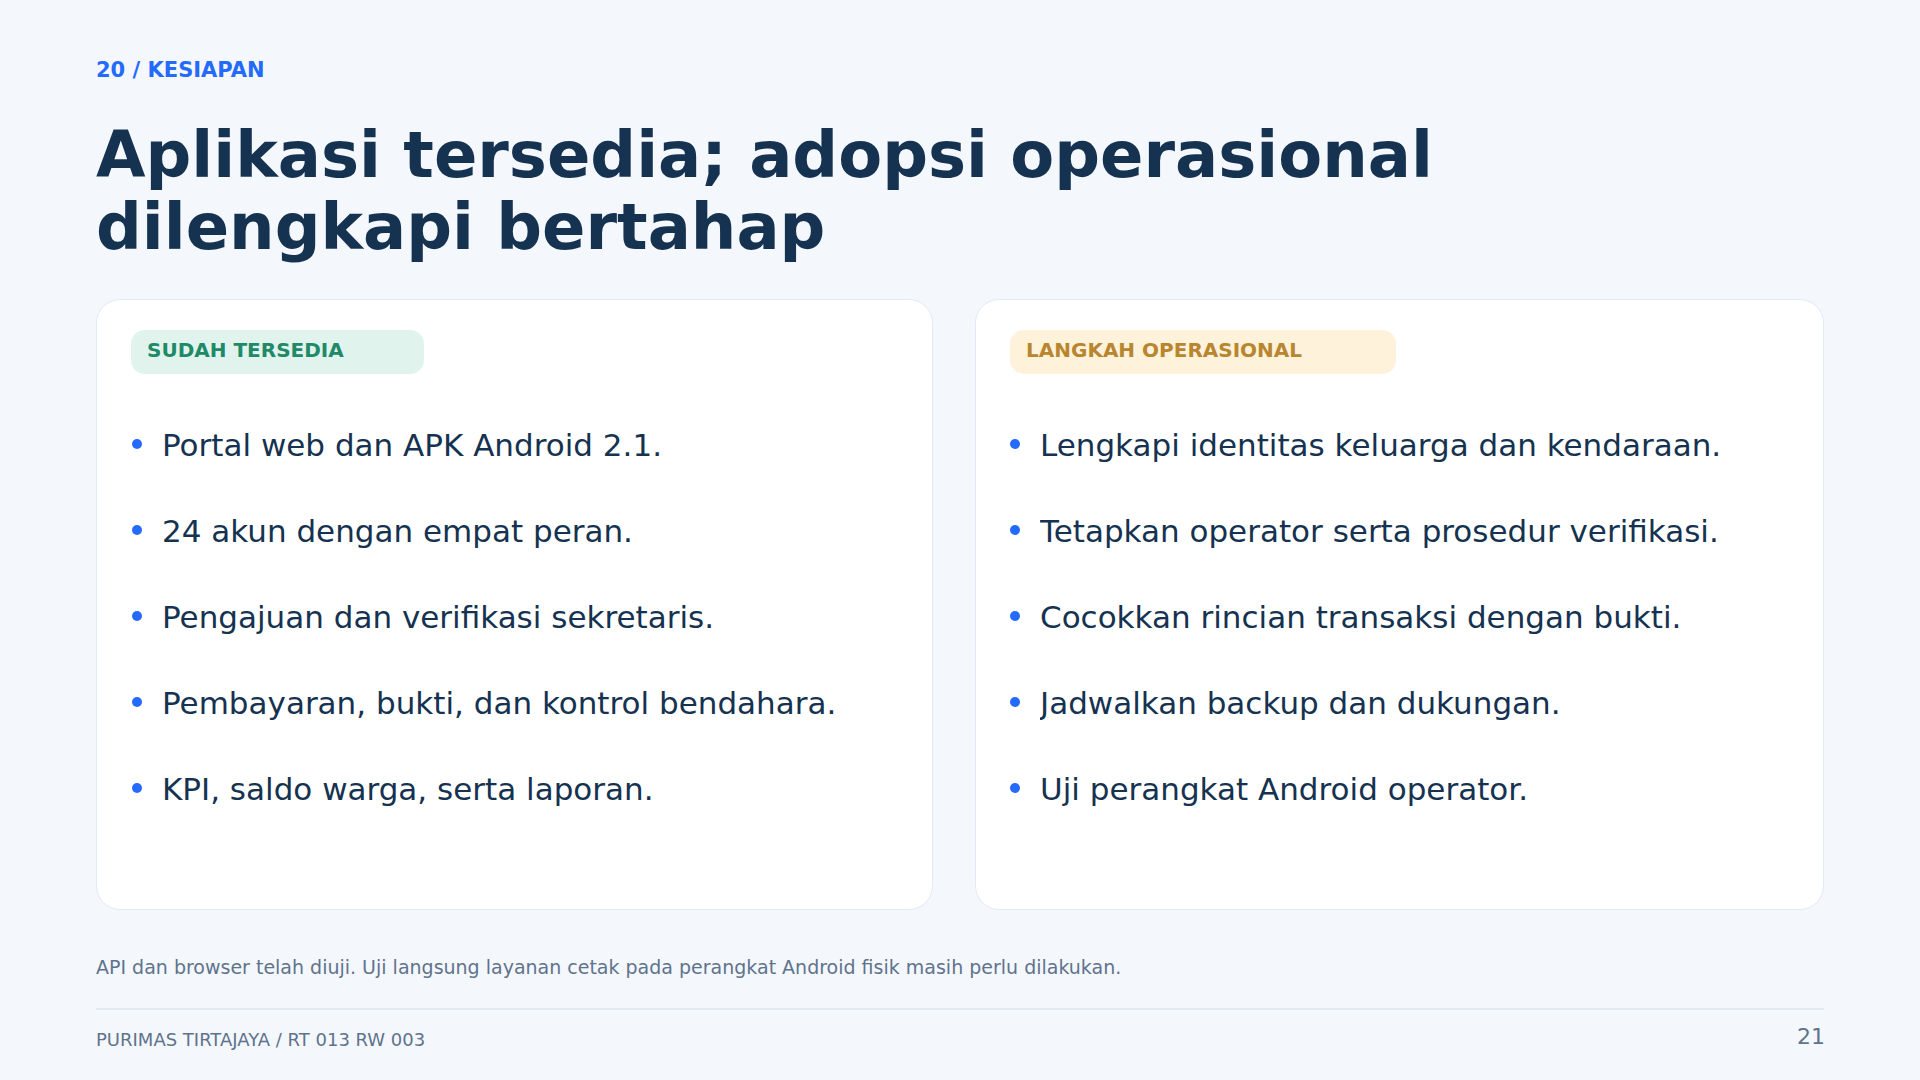 20 / KESIAPAN
Aplikasi tersedia; adopsi operasional
dilengkapi bertahap
SUDAH TERSEDIA
• Portal web dan APK Android 2.1.
• 24 akun dengan empat peran.
• Pengajuan dan verifikasi sekretaris.
• Pembayaran, bukti, dan kontrol bendahara.
• KPI, saldo warga, serta laporan.
LANGKAH OPERASIONAL
• Lengkapi identitas keluarga dan kendaraan.
• Tetapkan operator serta prosedur verifikasi.
• Cocokkan rincian transaksi dengan bukti.
• Jadwalkan backup dan dukungan.
• Uji perangkat Android operator.
API dan browser telah diuji. Uji langsung layanan cetak pada perangkat Android fisik masih perlu dilakukan.
PURIMAS TIRTAJAYA / RT 013 RW 003
21